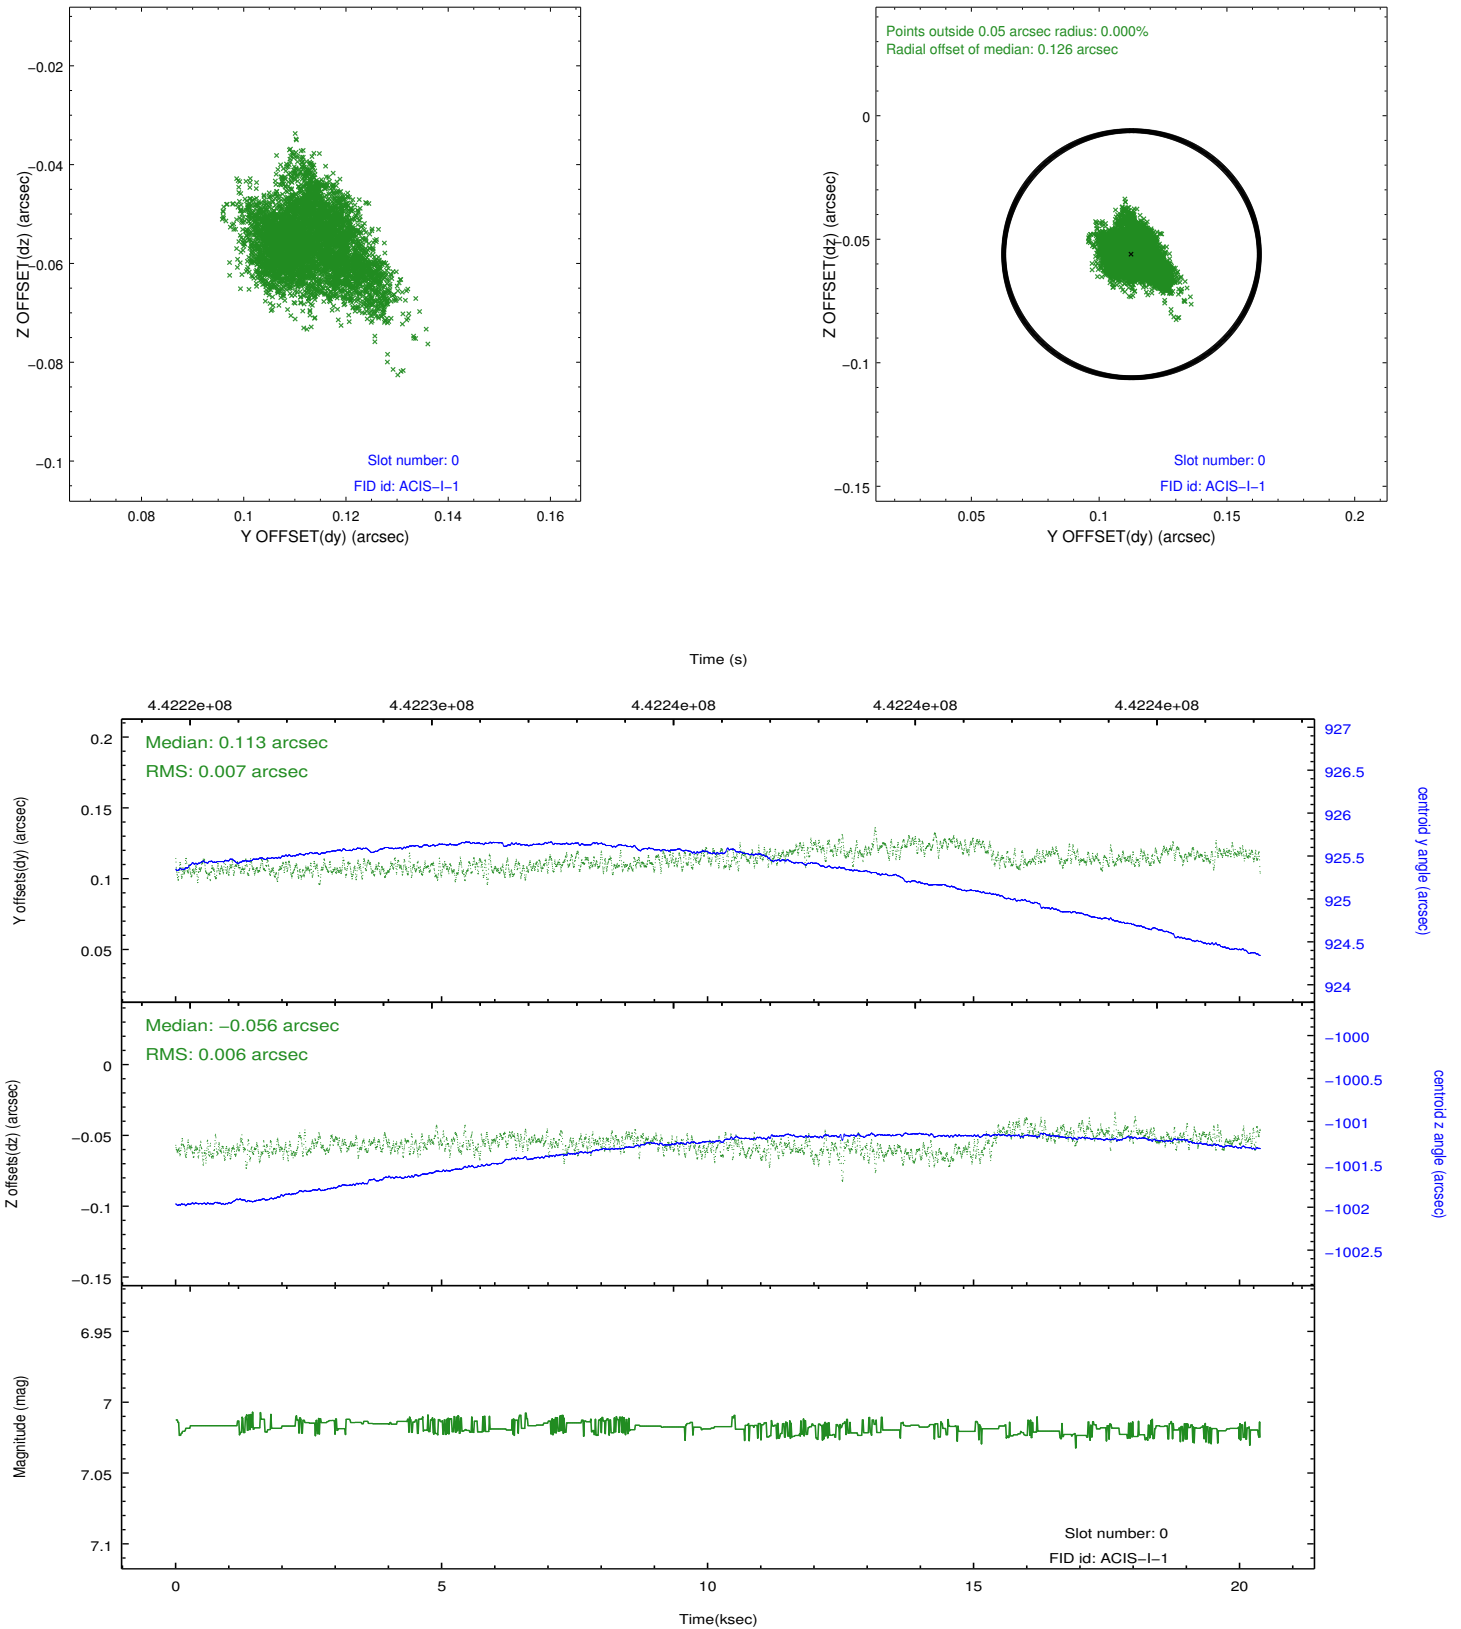 −0.02
−0.04
−0.06
−0.08
−0.1
Z OFFSET(dz) (arcsec)
Slot number: 0
FID id: ACIS−I−1
0.08 0.1 0.12 0.14 0.16
Y OFFSET(dy) (arcsec)
Points outside 0.05 arcsec radius: 0.000%
Radial offset of median: 0.126 arcsec
0
−0.05
−0.1
−0.15
Z OFFSET(dz) (arcsec)
Slot number: 0
FID id: ACIS−I−1
0.05 0.1 0.15 0.2
Y OFFSET(dy) (arcsec)
Time (s)
4.4222e+08 4.4223e+08 4.4224e+08 4.4224e+08 4.4224e+08
Median: 0.113 arcsec
RMS: 0.007 arcsec
0.2
0.15
0.1
0.05
Y offsets(dy) (arcsec)
927
926.5
926
925.5
925
924.5
924
centroid y angle (arcsec)
Median: −0.056 arcsec
RMS: 0.006 arcsec
0
−0.05
−0.1
−0.15
Z offsets(dz) (arcsec)
−1000
−1000.5
−1001
−1001.5
−1002
−1002.5
centroid z angle (arcsec)
6.95
7
7.05
7.1
Magnitude (mag)
Slot number: 0
FID id: ACIS−I−1
0 5 10 15 20
Time(ksec)